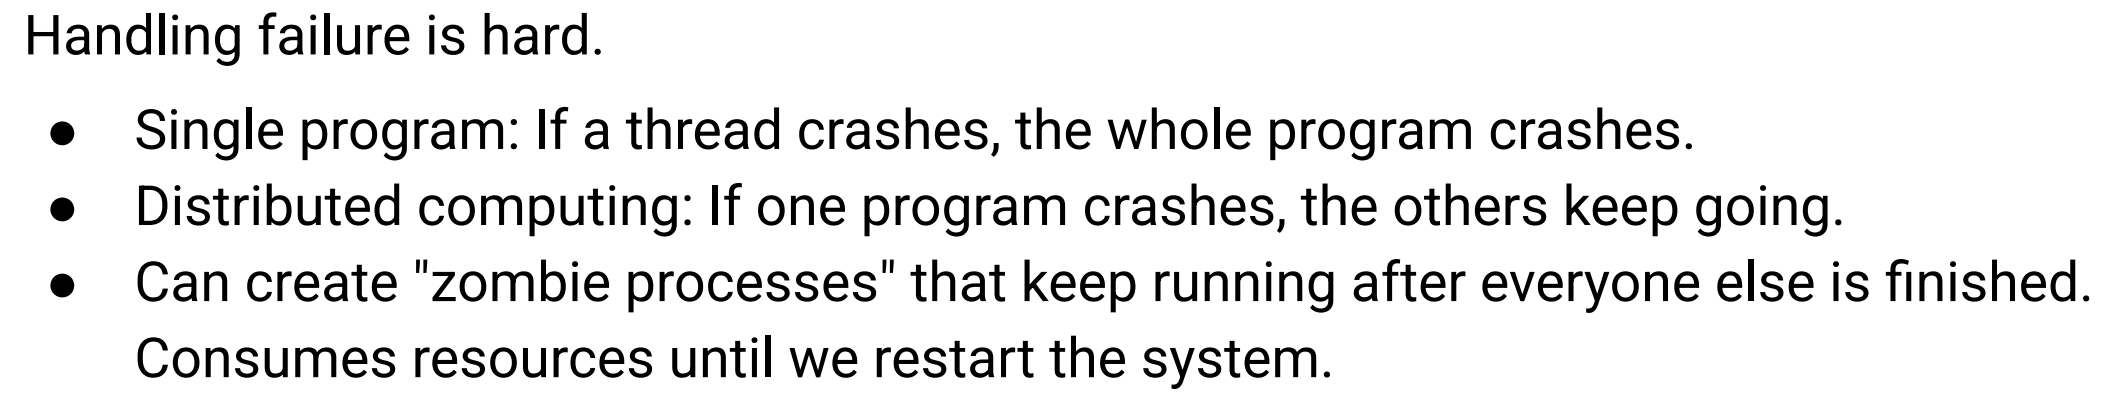 Handling failure is hard.
● Single program: If a thread crashes, the whole program crashes.
● Distributed computing: If one program crashes, the others keep going.
● Can create "zombie processes" that keep running after everyone else is finished.
Consumes resources until we restart the system.